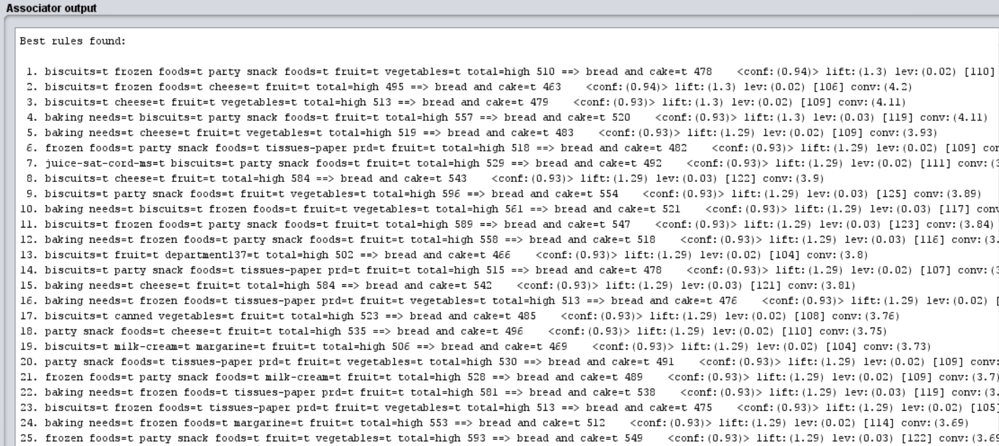 Associator output
Best rules found:
1. biscuits=t frozen foods=t party snack foods=t fruit=t vegetables=t total=high 510 ==> bread and cake=t 478 <conf:(0.94)> lift:(1.3) lev:(0.02) [110]
2. biscuits=t frozen foods=t cheese=t fruit=t total=high 495 ==> bread and cake=t 463 <conf:(0.94)> lift:(1.3) lev:(0.02) [106] conv:(4.2)
3. biscuits=t cheese=t fruit=t vegetables=t total=high 513 ==> bread and cake=t 479 <conf:(0.93)> lift:(1.3) lev:(0.02) [109] conv:(4.11)
4. baking needs=t biscuits=t party snack foods=t total=high 557 ==> bread and cake=t 520 <conf:(0.93)> lift:(1.3) lev:(0.03) [119] conv:(4.11)
5. baking needs=t cheese=t fruit=t vegetables=t total=high 519 ==> bread and cake=t 483 <conf:(0.93)> lift:(1.29) lev:(0.02) [109] conv:(3.93)
6. frozen foods=t party snack foods=t tissues-paper prd=t fruit=t total=high 518 ==> bread and cake=t 482 <conf:(0.93)> lift:(1.29) lev:(0.02) [109] con
7. juice-sat-cord-ms=t biscuits=t party snack foods=t fruit=t total=high 529 ==> bread and cake=t 492 <conf:(0.93)> lift:(1.29) lev:(0.02) [111] conv:(3
8. biscuits=t cheese=t fruit=t total=high 584 ==> bread and cake=t 543 <conf:(0.93)> lift:(1.29) lev:(0.03) [122] conv:(3.9)
9. biscuits=t party snack foods=t fruit=t vegetables=t total=high 596 ==> bread and cake=t 554 <conf:(0.93)> lift:(1.29) lev:(0.03) [125] conv:(3.89)
10. baking needs=t biscuits=t frozen foods=t fruit=t vegetables=t total=high 561 ==> bread and cake=t 521 <conf:(0.93)> lift:(1.29) lev:(0.03) [117] conv
11. biscuits=t frozen foods=t party snack foods=t fruit=t total=high 589 ==> bread and cake=t 547 <conf:(0.93)> lift:(1.29) lev:(0.03) [123] conv:(3.84)
12. baking needs=t frozen foods=t party snack foods=t fruit=t total=high 558 ==> bread and cake=t 518 <conf:(0.93)> lift:(1.29) lev:(0.03) [116] conv:(3.
13. biscuits=t fruit=t department137=t total=high 502 ==> bread and cake=t 466 <conf:(0.93)> lift:(1.29) lev:(0.02) [104] conv:(3.8)
14. biscuits=t party snack foods=t tissues-paper prd=t fruit=t total=high 515 ==> bread and cake=t 478 <conf:(0.93)> lift:(1.29) lev:(0.02) [107] conv:(3
15. baking needs=t cheese=t fruit=t total=high 584 ==> bread and cake=t 542 <conf:(0.93)> lift:(1.29) lev:(0.03) [121] conv:(3.81)
16. baking needs=t frozen foods=t tissues-paper prd=t fruit=t vegetables=t total=high 513 ==> bread and cake=t 476 <conf:(0.93)> lift:(1.29) lev:(0.02) [
17. biscuits=t canned vegetables=t fruit=t total=high 523 ==> bread and cake=t 485 <conf:(0.93)> lift:(1.29) lev:(0.02) [108] conv:(3.76)
18. party snack foods=t cheese=t fruit=t total=high 535 ==> bread and cake=t 496 <conf:(0.93)> lift:(1.29) lev:(0.02) [110] conv:(3.75)
19. biscuits=t milk-cream=t margarine=t fruit=t total=high 506 ==> bread and cake=t 469 <conf:(0.93)> lift:(1.29) lev:(0.02) [104] conv:(3.73)
20. party snack foods=t tissues-paper prd=t fruit=t vegetables=t total=high 530 ==> bread and cake=t 491 <conf:(0.93)> lift:(1.29) lev:(0.02) [109] conv:
21. frozen foods=t party snack foods=t milk-cream=t fruit=t total=high 528 ==> bread and cake=t 489 <conf:(0.93)> lift:(1.29) lev:(0.02) [109] conv:(3.7)
22. baking needs=t frozen foods=t tissues-paper prd=t fruit=t total=high 581 ==> bread and cake=t 538 <conf:(0.93)> lift:(1.29) lev:(0.03) [119] conv:(3.
23. biscuits=t frozen foods=t tissues-paper prd=t fruit=t vegetables=t total=high 513 ==> bread and cake=t 475 <conf:(0.93)> lift:(1.29) lev:(0.02) [105]
24. baking needs=t frozen foods=t margarine=t fruit=t total=high 553 ==> bread and cake=t 512 <conf:(0.93)> lift:(1.29) lev:(0.02) [114] conv:(3.69)
25. frozen foods=t party snack foods=t fruit=t vegetables=t total=high 593 ==> bread and cake=t 549 <conf:(0.93)> lift:(1.29) lev:(0.03) [122] conv:(3.69